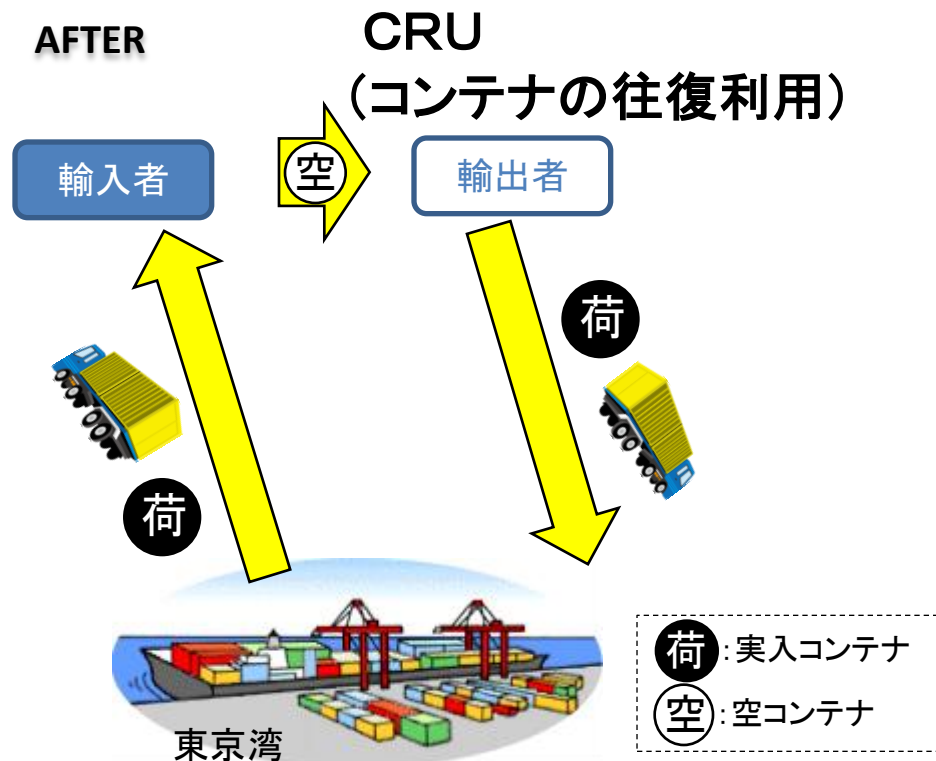 AFTER
CRU
(コンテナの往復利用)
輸入者
空
輸出者
荷
荷
東京湾
荷:実入コンテナ
空:空コンテナ